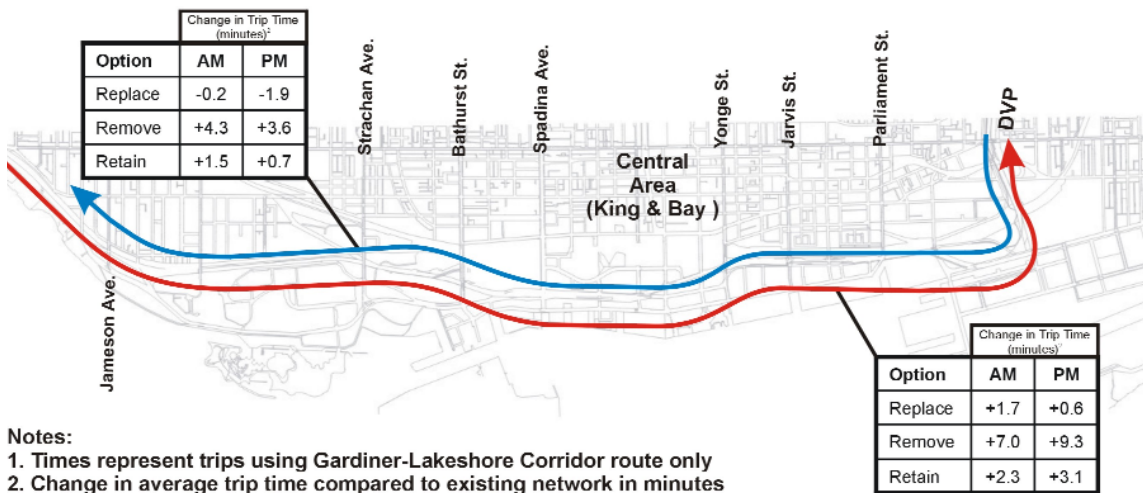 Change in Trip Time
(minutes)²
Option AM PM
Replace -0.2 -1.9
Remove +4.3 +3.6
Retain +1.5 +0.7
Strachan Ave.
Bathurst St.
Spadina Ave.
Yonge St.
Jarvis St.
Parliament St.
DVP
Central
Area
(King & Bay )
Jameson Ave.
Change in Trip Time
(minutes)²
Option AM PM
Replace +1.7 +0.6
Remove +7.0 +9.3
Retain +2.3 +3.1
Notes:
1. Times represent trips using Gardiner-Lakeshore Corridor route only
2. Change in average trip time compared to existing network in minutes